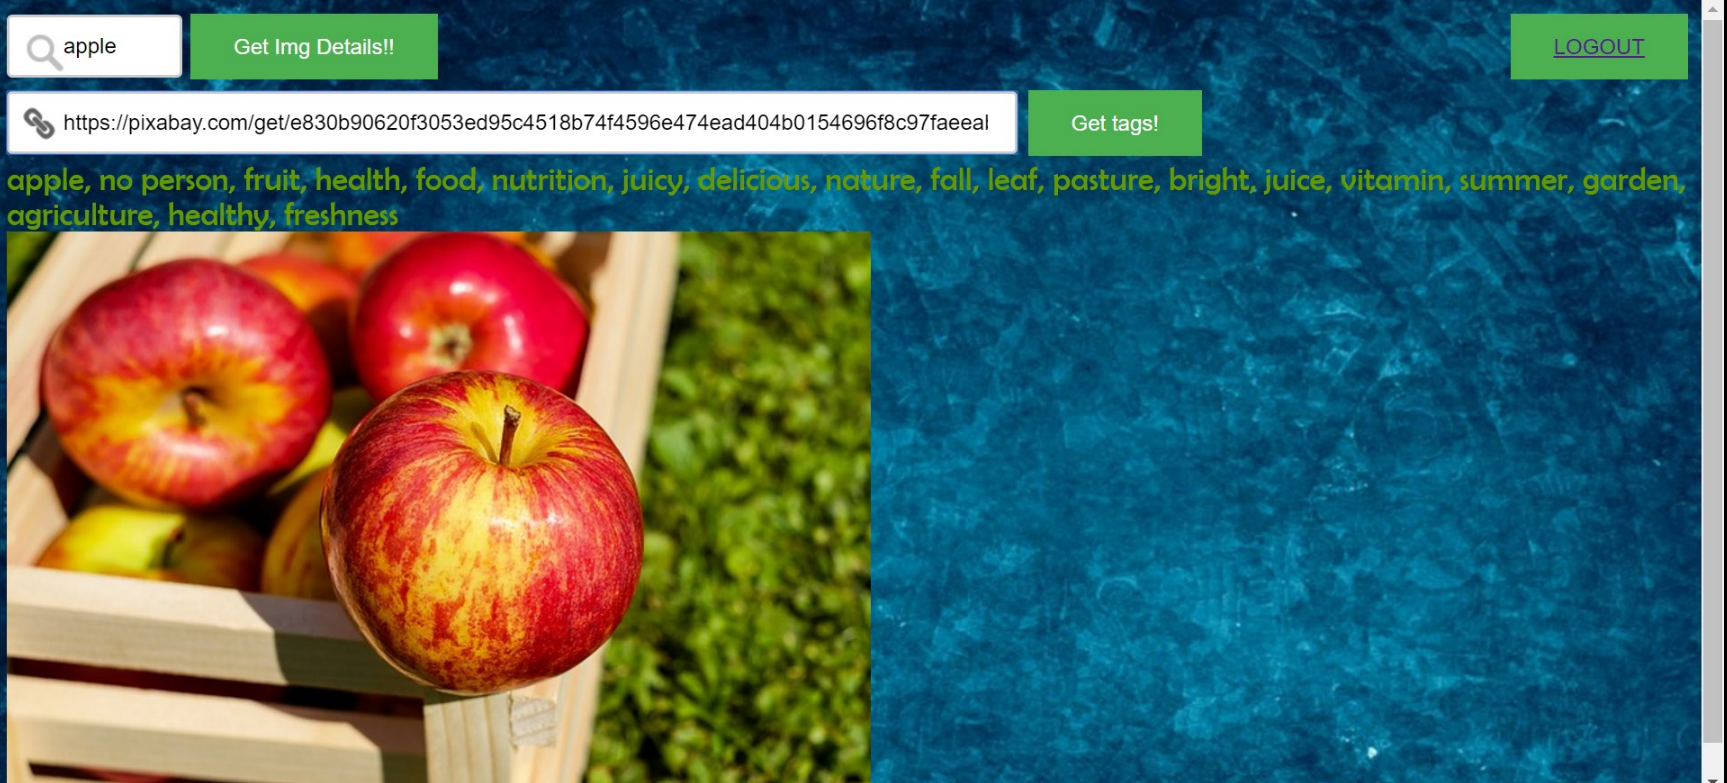 apple Get Img Details!! LOGOUT
https://pixabay.com/get/e830b90620f3053ed95c4518b74f4596e474ead404b0154696f8c97faeeal Get tags!
apple, no person, fruit, health, food, nutrition, juicy, delicious, nature, fall, leaf, pasture, bright, juice, vitamin, summer, garden,
agriculture, healthy, freshness